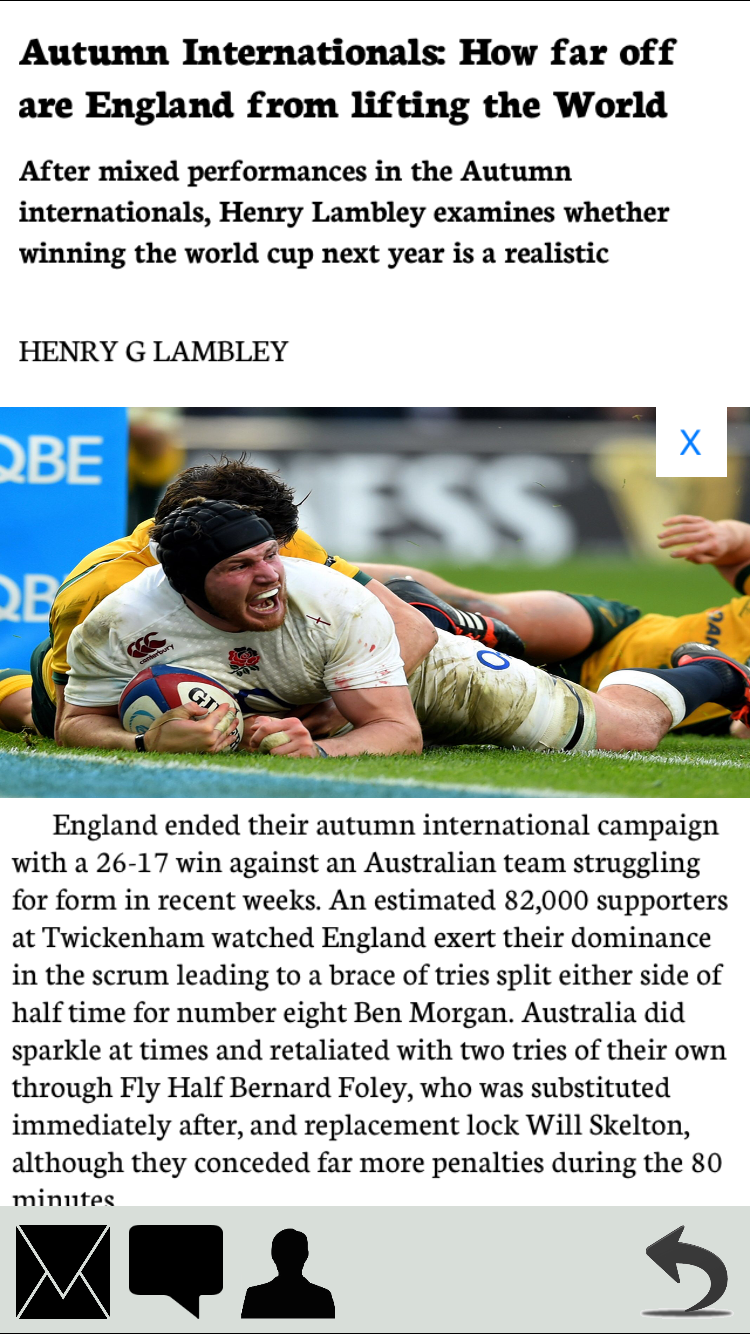 Autumn Internationals: How far off
are England from lifting the World
After mixed performances in the Autumn
internationals, Henry Lambley examines whether
winning the world cup next year is a realistic
HENRY G LAMBLEY
X
QBE
ESS
QB
canterbury
O2
England ended their autumn international campaign
with a 26-17 win against an Australian team struggling
for form in recent weeks. An estimated 82,000 supporters
at Twickenham watched England exert their dominance
in the scrum leading to a brace of tries split either side of
half time for number eight Ben Morgan. Australia did
sparkle at times and retaliated with two tries of their own
through Fly Half Bernard Foley, who was substituted
immediately after, and replacement lock Will Skelton,
although they conceded far more penalties during the 80
minutes